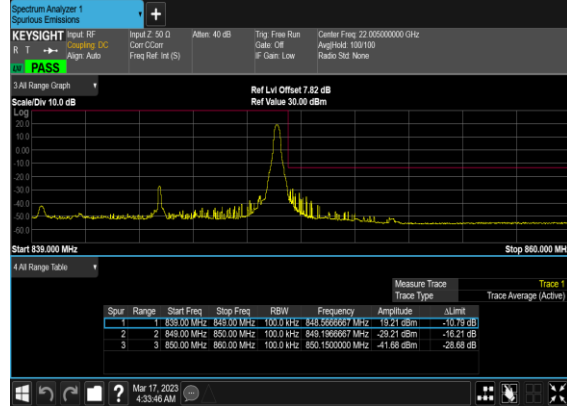 Spectrum Analyzer 1
Spurious Emissions
+
KEYSIGHT Input: RF Input Z: 50 Ω Atten: 40 dB Trig: Free Run Center Freq: 22.005000000 GHz
R T Coupling: DC Corr CCorr Gate: Off Avg|Hold: 100/100
Align: Auto Freq Ref: Int (S) IF Gain: Low Radio Std: None
PASS
3 All Range Graph Ref Lvl Offset 7.82 dB
Scale/Div 10.0 dB Ref Value 30.00 dBm
Log
20.0
10.0
0.00
-10.0
-20.0
-30.0
-40.0
-50.0
-60.0
Start 839.000 MHz Stop 860.000 MH
4 All Range Table
Measure Trace Trace 1
Trace Type Trace Average (Active)
Spur Range Start Freq Stop Freq RBW Frequency Amplitude ΔLimit
1 1 839.00 MHz 849.00 MHz 100.0 kHz 848.5666667 MHz 19.21 dBm -10.79 dB
2 2 849.00 MHz 850.00 MHz 100.0 kHz 849.1966667 MHz -29.21 dBm -16.21 dB
3 3 850.00 MHz 860.00 MHz 100.0 kHz 850.1500000 MHz -41.68 dBm -28.68 dB
? Mar 17, 2023
4:33:46 AM